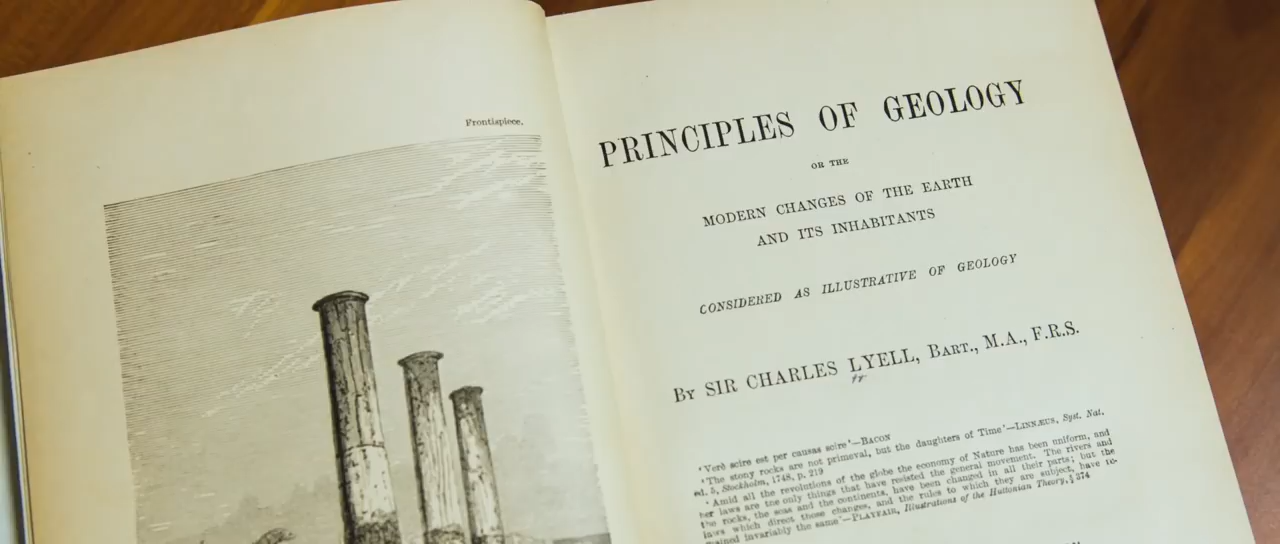 Frontispiece.
PRINCIPLES OF GEOLOGY
OR THE
MODERN CHANGES OF THE EARTH
AND ITS INHABITANTS
CONSIDERED AS ILLUSTRATIVE OF GEOLOGY
By SIR CHARLES LYELL, Bart., M.A., F.R.S.
'Verè scire est per causas scire'—Bacon
'The stony rocks are not primeval, but the daughters of Time'—Linnæus, Syst. Nat.
ed. 5, Stockholm, 1748, p. 219
'Amid all the revolutions of the globe the economy of Nature has been uniform, and
her laws are the only things that have resisted the general movement. The rivers and
the rocks, the seas and the continents, have been changed in all their parts; but the
laws which direct those changes, and the rules to which they are subject, have re-
mained invariably the same'—Playfair, Illustrations of the Huttonian Theory, § 374